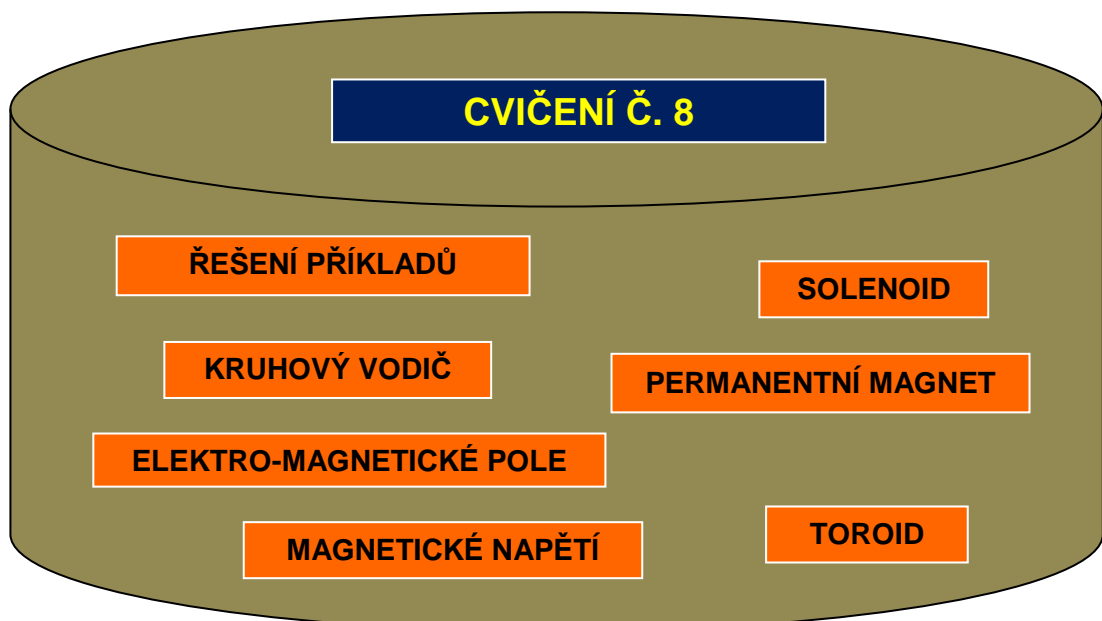 CVIČENÍ Č. 8
ŘEŠENÍ PŘÍKLADŮ
SOLENOID
KRUHOVÝ VODIČ
PERMANENTNÍ MAGNET
ELEKTRO-MAGNETICKÉ POLE
MAGNETICKÉ NAPĚTÍ
TOROID